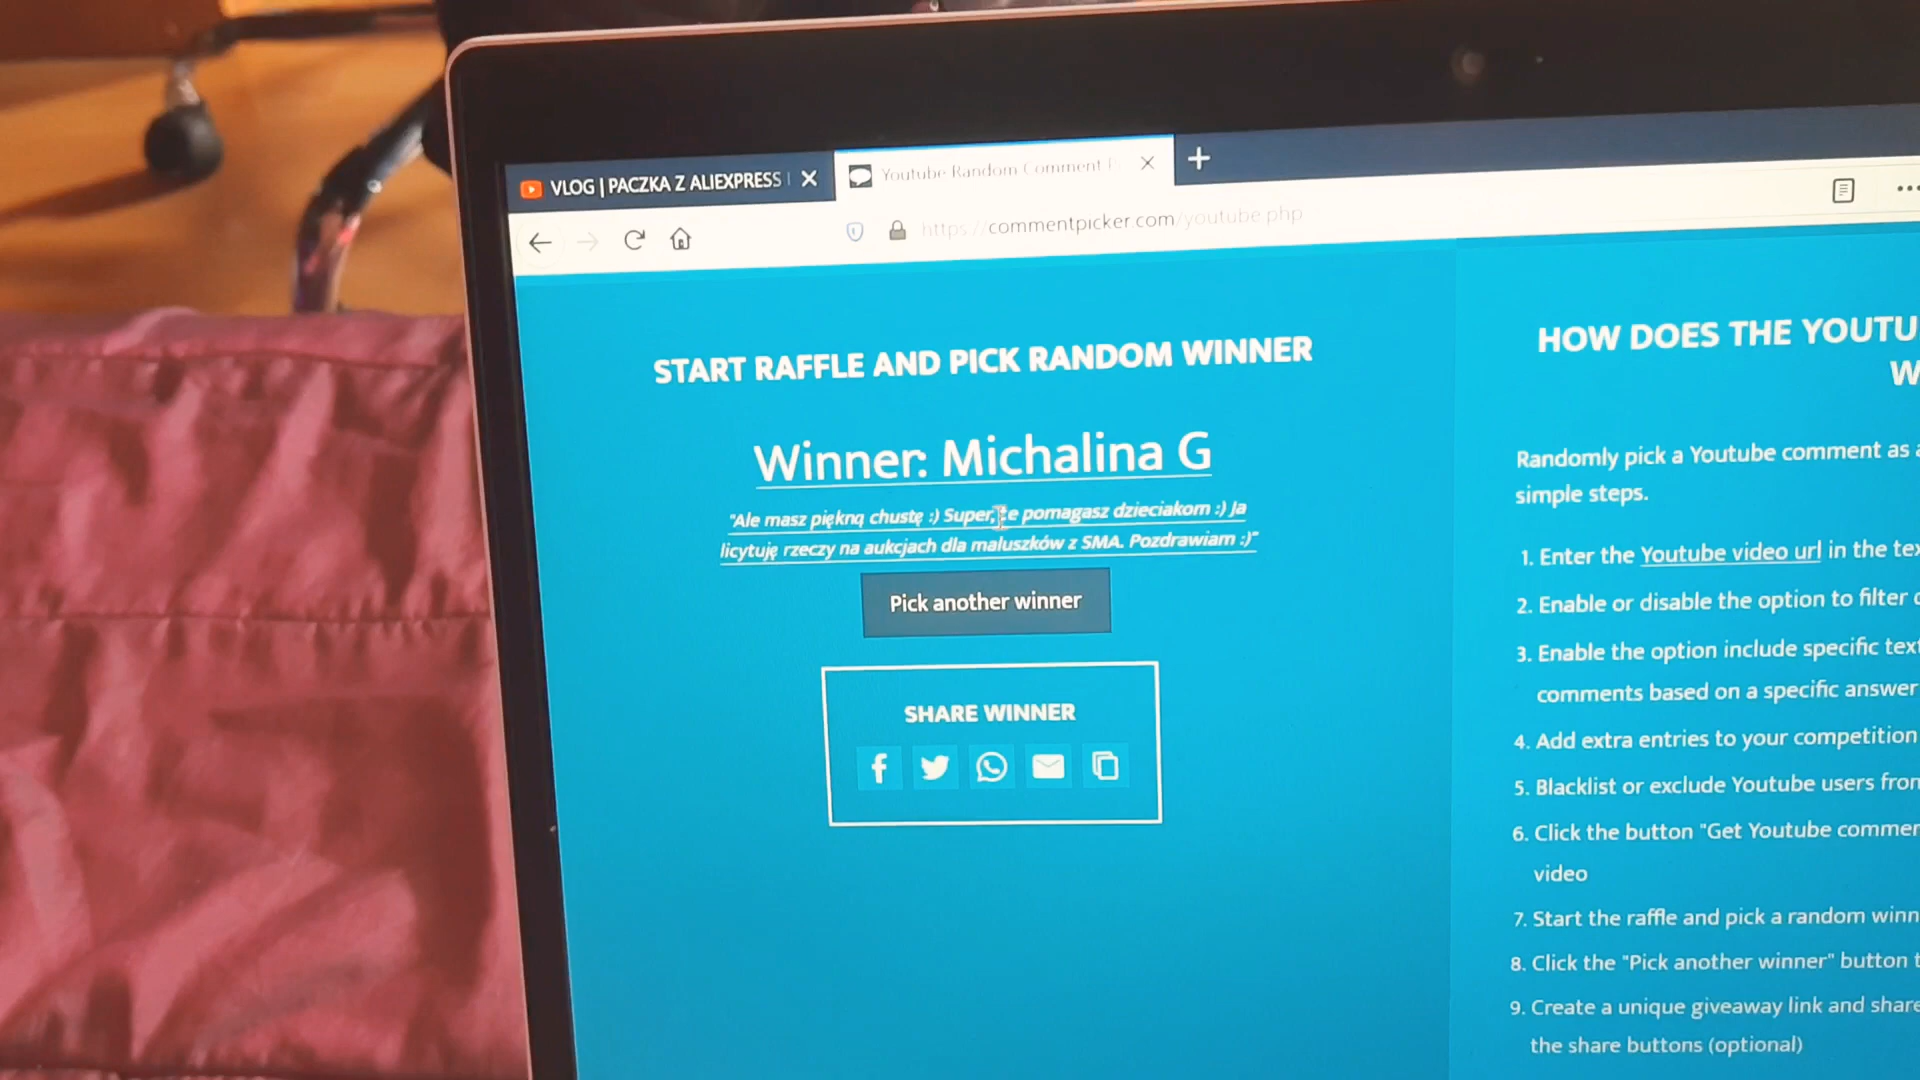 VLOG | PACZKA Z ALIEXPRESS
Youtube Random Comment
https://commentpicker.com/youtube.php
START RAFFLE AND PICK RANDOM WINNER
Winner: Michalina G
"Ale masz piękną chustę :) Super, że pomagasz dzieciakom :) Ja
licytuję rzeczy na aukcjach dla maluszków z SMA. Pozdrawiam :)"
Pick another winner
SHARE WINNER
HOW DOES THE YOUTU
W
Randomly pick a Youtube comment as a
simple steps.
1. Enter the Youtube video url in the tex
2. Enable or disable the option to filter
3. Enable the option include specific text
comments based on a specific answer
4. Add extra entries to your competition
5. Blacklist or exclude Youtube users from
6. Click the button "Get Youtube commen
video
7. Start the raffle and pick a random winn
8. Click the "Pick another winner" button t
9. Create a unique giveaway link and share
the share buttons (optional)